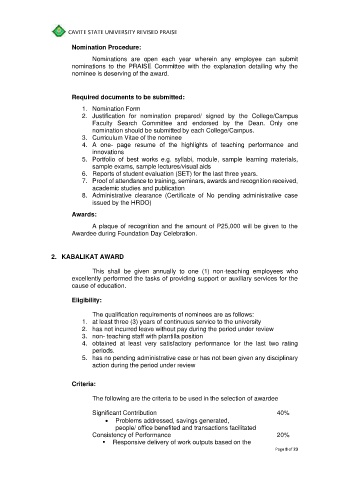 CAVITE STATE UNIVERSITY REVISED PRAISE
Nomination Procedure:
Nominations are open each year wherein any employee can submit
nominations to the PRAISE Committee with the explanation detailing why the
nominee is deserving of the award.
Required documents to be submitted:
1. Nomination Form
2. Justification for nomination prepared/ signed by the College/Campus
Faculty Search Committee and endorsed by the Dean. Only one
nomination should be submitted by each College/Campus.
3. Curriculum Vitae of the nominee
4. A one- page resume of the highlights of teaching performance and
innovations
5. Portfolio of best works e.g. syllabi, module, sample learning materials,
sample exams, sample lectures/visual aids
6. Reports of student evaluation (SET) for the last three years.
7. Proof of attendance to training, seminars, awards and recognition received,
academic studies and publication
8. Administrative clearance (Certificate of No pending administrative case
issued by the HRDO)
Awards:
A plaque of recognition and the amount of P25,000 will be given to the
Awardee during Foundation Day Celebration.
2. KABALIKAT AWARD
This shall be given annually to one (1) non-teaching employees who
excellently performed the tasks of providing support or auxiliary services for the
cause of education.
Eligibility:
The qualification requirements of nominees are as follows:
1. at least three (3) years of continuous service to the university
2. has not incurred leave without pay during the period under review
3. non- teaching staff with plantilla position
4. obtained at least very satisfactory performance for the last two rating
periods.
5. has no pending administrative case or has not been given any disciplinary
action during the period under review
Criteria:
The following are the criteria to be used in the selection of awardee
Significant Contribution 40%
• Problems addressed, savings generated,
people/ office benefited and transactions facilitated
Consistency of Performance 20%
• Responsive delivery of work outputs based on the